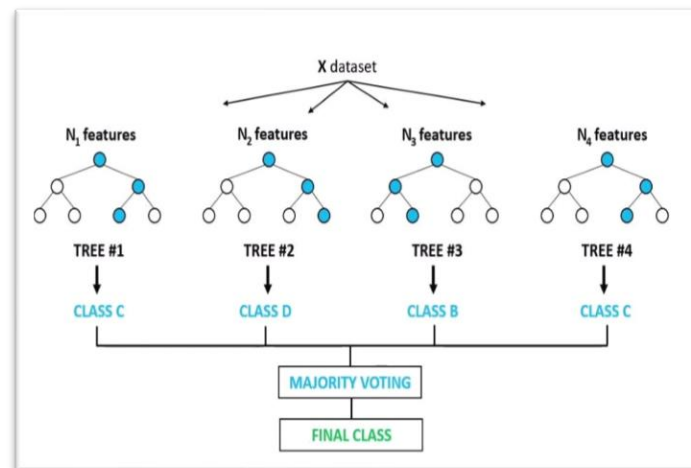 X dataset
N₁ features
N₂ features
N₃ features
N₄ features
TREE #1
TREE #2
TREE #3
TREE #4
CLASS C
CLASS D
CLASS B
CLASS C
MAJORITY VOTING
FINAL CLASS